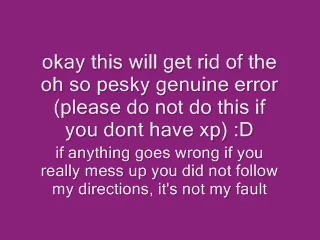 okay this will get rid of the
oh so pesky genuine error
(please do not do this if
you dont have xp) :D
if anything goes wrong if you
really mess up you did not follow
my directions, it's not my fault